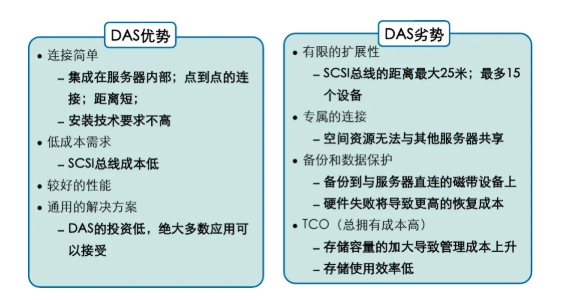 DAS优势
• 连接简单
– 集成在服务器内部；点到点的连
接；距离短；
– 安装技术要求不高
• 低成本需求
– SCSI总线成本低
• 较好的性能
• 通用的解决方案
– DAS的投资低，绝大多数应用可
以接受
DAS劣势
• 有限的扩展性
– SCSI总线的距离最大25米；最多15
个设备
• 专属的连接
– 空间资源无法与其他服务器共享
• 备份和数据保护
– 备份到与服务器直连的磁带设备上
– 硬件失败将导致更高的恢复成本
• TCO（总拥有成本高）
– 存储容量的加大导致管理成本上升
– 存储使用效率低